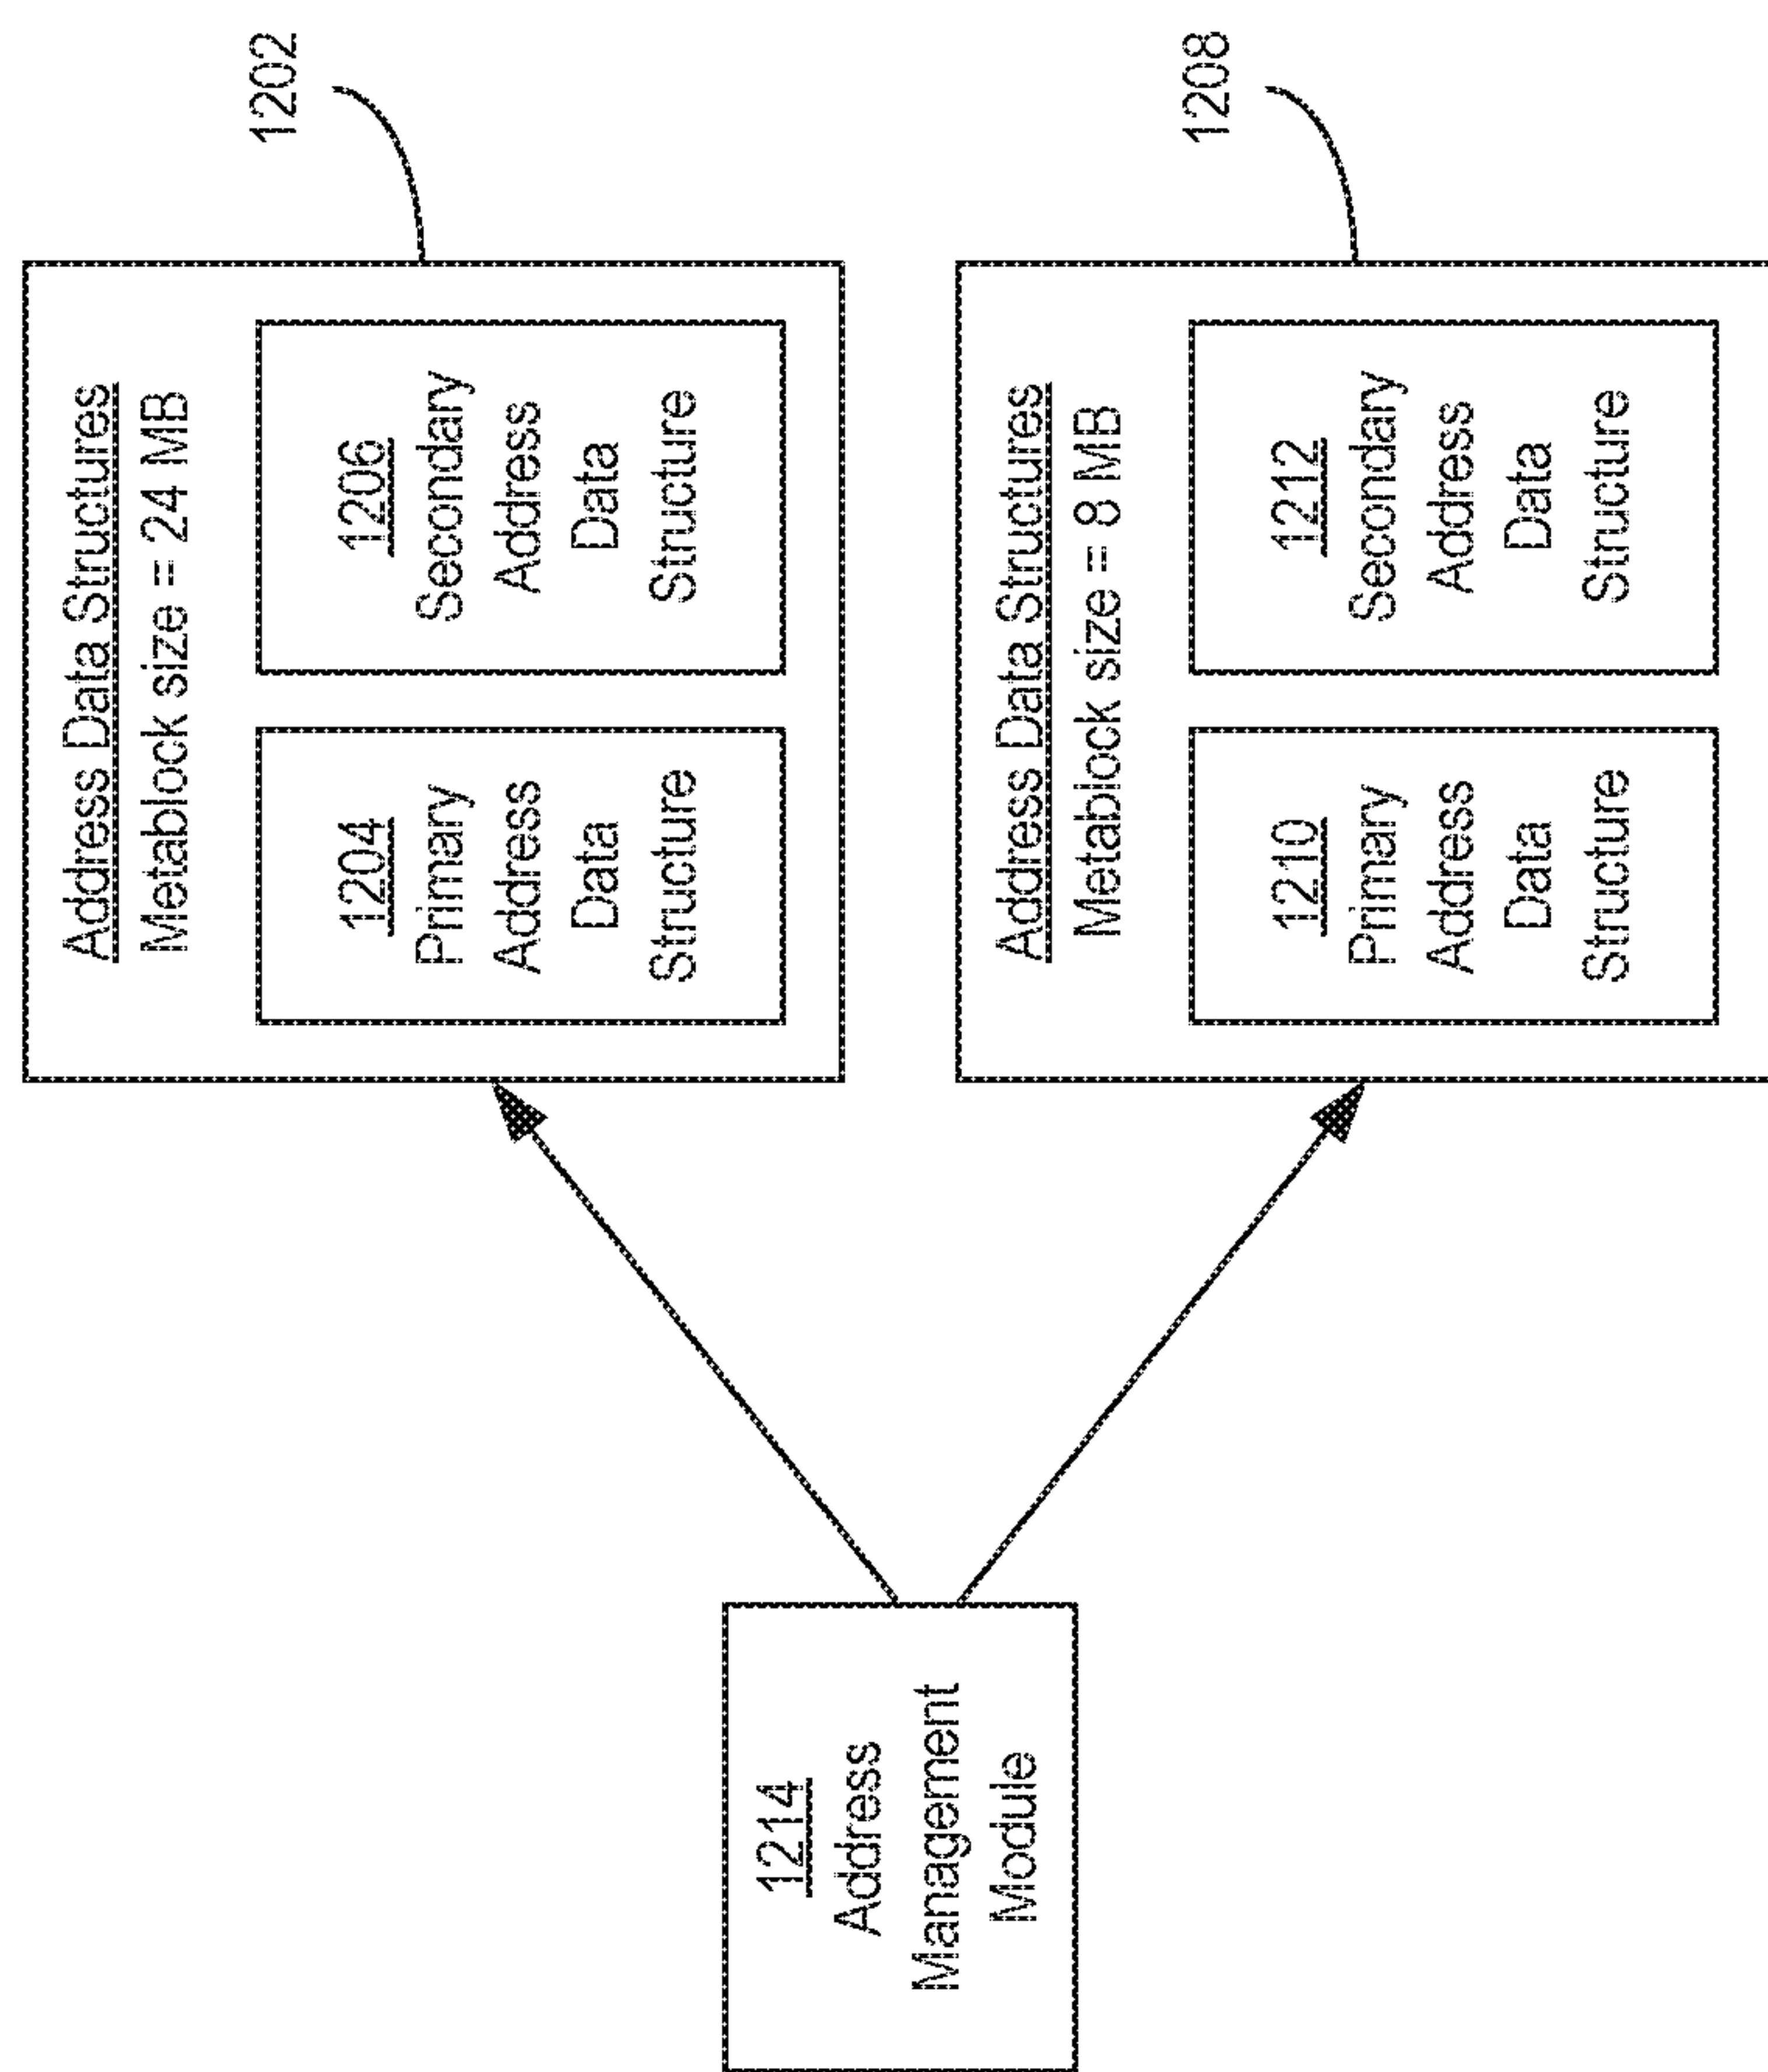 1214
Address
Management
Module
Address Data Structures
Metablock size = 24 MB
1204
Primary
Address
Data
Structure
1206
Secondary
Address
Data
Structure
1202
Address Data Structures
Metablock size = 8 MB
1210
Primary
Address
Data
Structure
1212
Secondary
Address
Data
Structure
1208